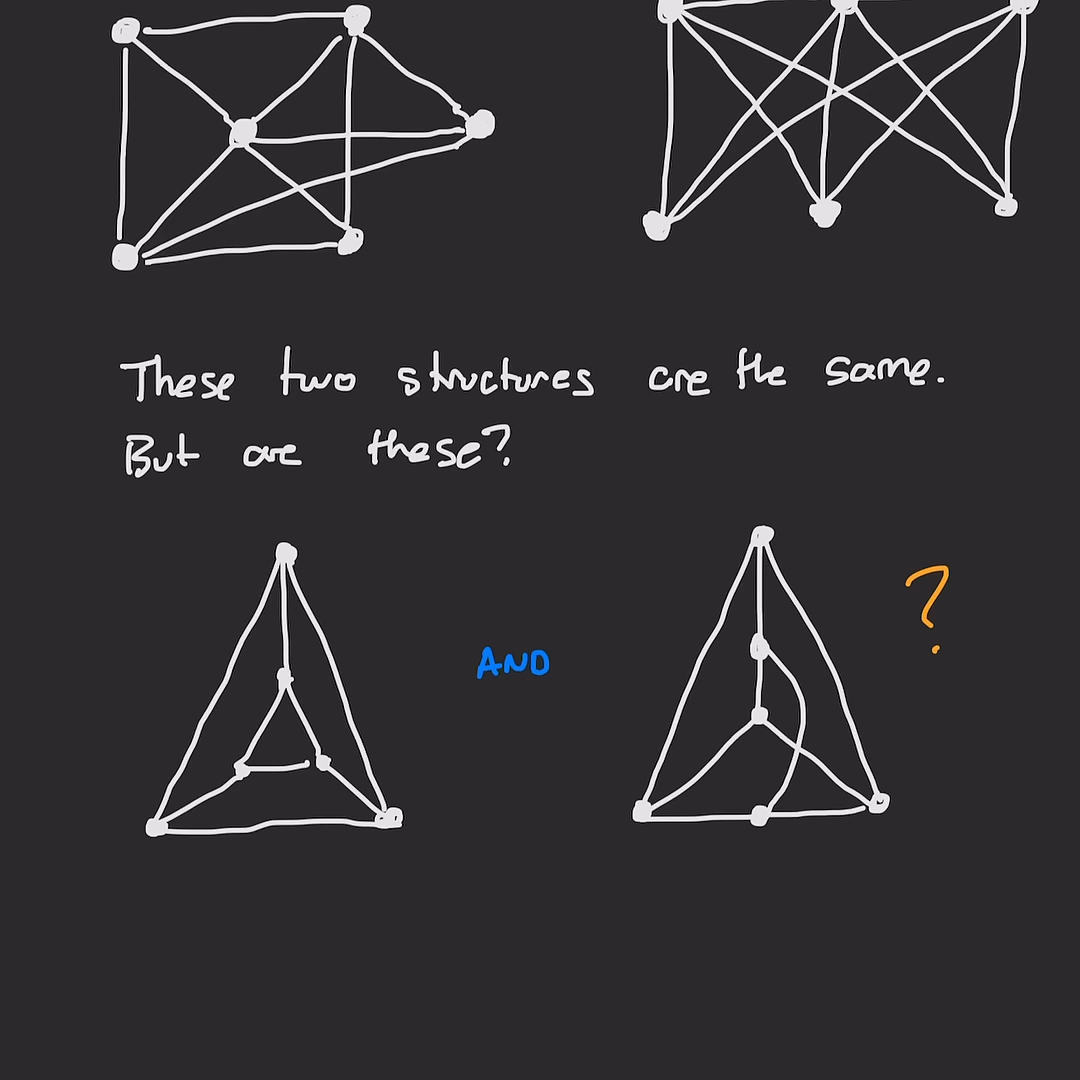 These two structures are the same.
But are these?
AND
?